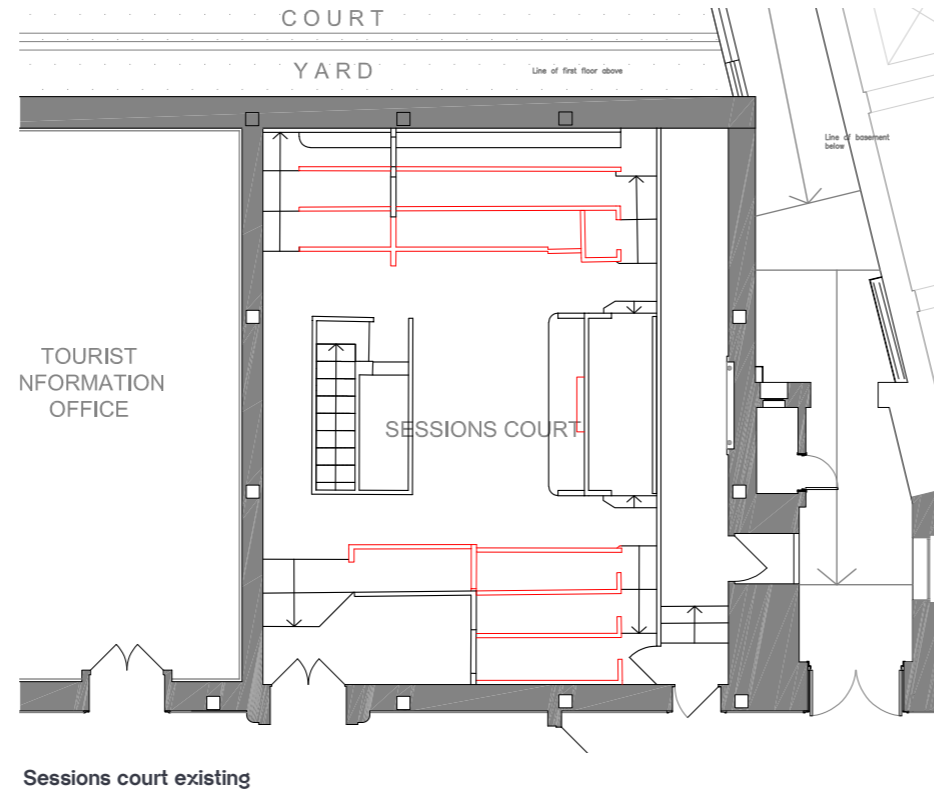 COURT
YARD
Line of first floor above
Line of basement
below
TOURIST
NFORMATION
OFFICE
SESSIONS COURT
Sessions court existing